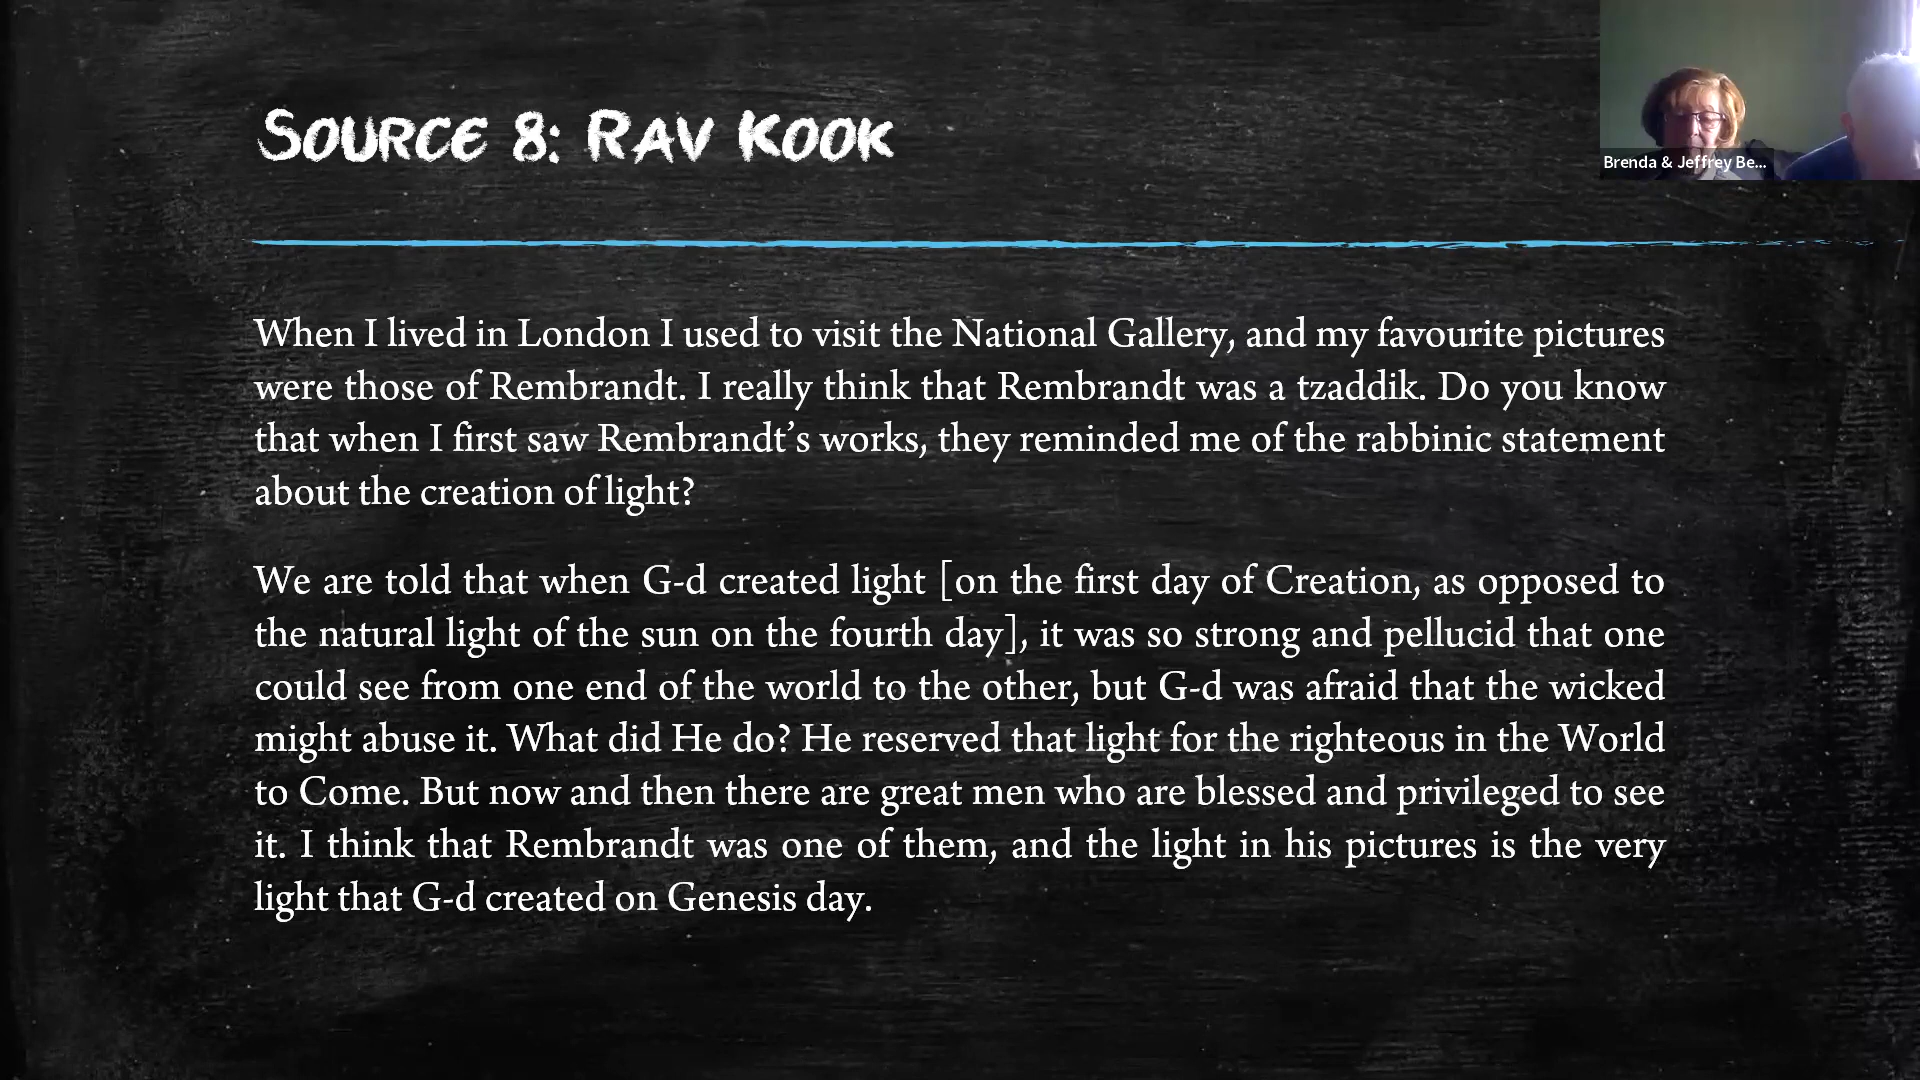 Source 8: Rav Kook
Brenda & Jeffrey Be...
When I lived in London I used to visit the National Gallery, and my favourite pictures
were those of Rembrandt. I really think that Rembrandt was a tzaddik. Do you know
that when I first saw Rembrandt’s works, they reminded me of the rabbinic statement
about the creation of light?
We are told that when G-d created light [on the first day of Creation, as opposed to
the natural light of the sun on the fourth day], it was so strong and pellucid that one
could see from one end of the world to the other, but G-d was afraid that the wicked
might abuse it. What did He do? He reserved that light for the righteous in the World
to Come. But now and then there are great men who are blessed and privileged to see
it. I think that Rembrandt was one of them, and the light in his pictures is the very
light that G-d created on Genesis day.